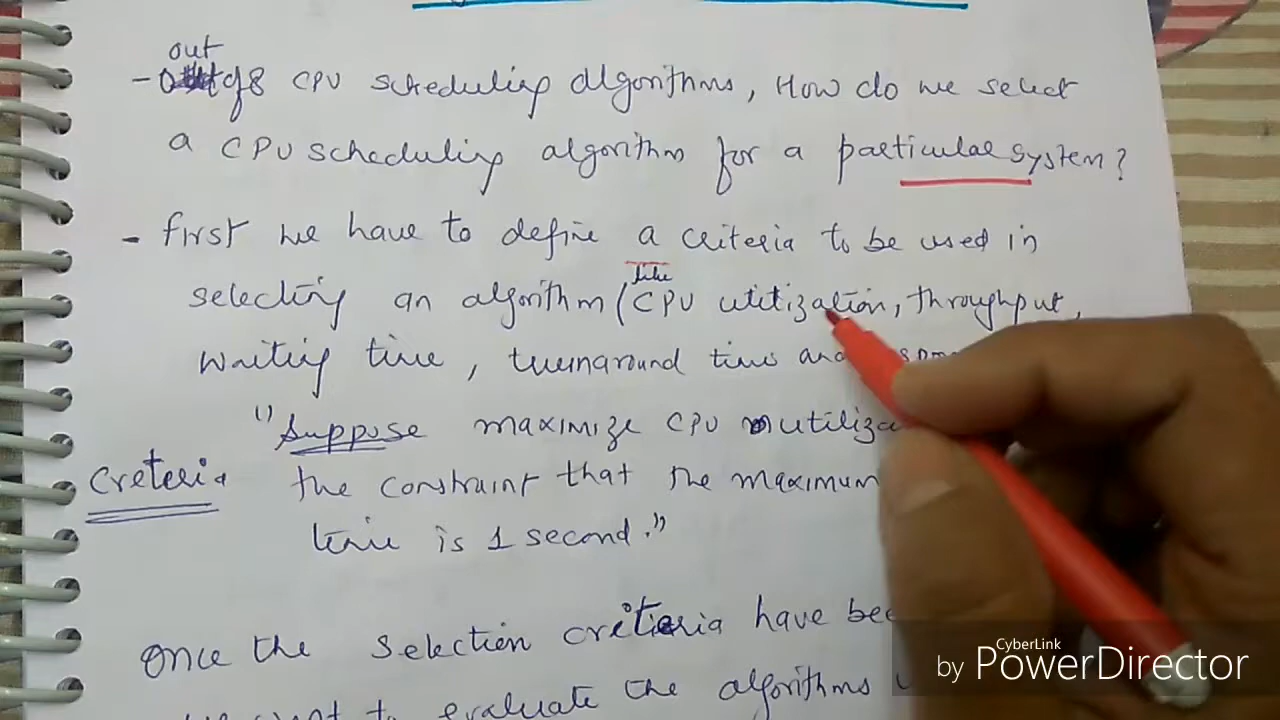 out
- of 8 CPU scheduling algorithms, How do we select
a CPU scheduling algorithm for a particular system?
- first we have to define a criteria to be used in
like
selecting an algorithm (CPU utilization, throughput,
waiting time, turnaround time and
"Suppose maximize CPU
Creteria
the constraint that the maximum
time is 1 second."
Once the selection criteria have
to evaluate the algorithms
CyberLink
by PowerDirector